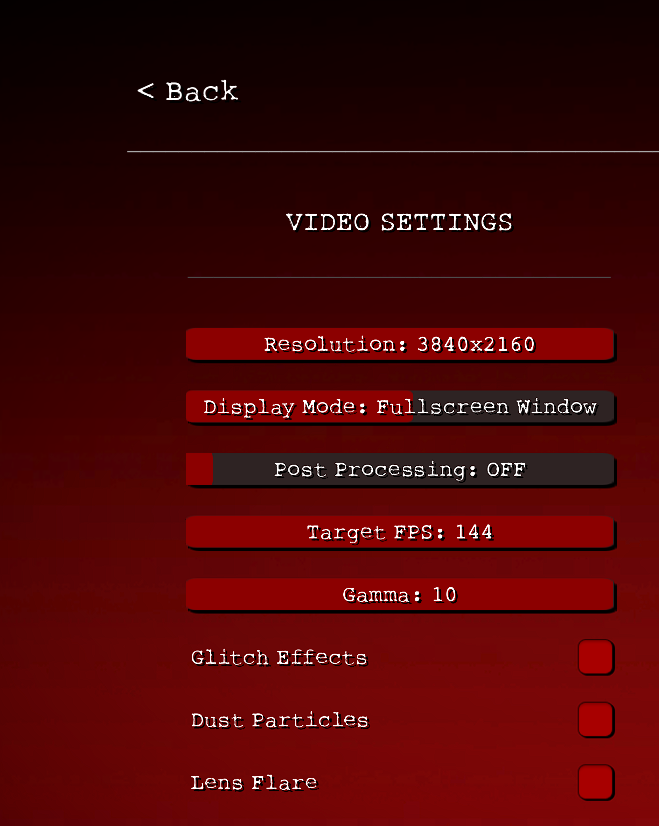 < Back
VIDEO SETTINGS
Resolution: 3840x2160
Display Mode: Fullscreen Window
Post Processing: OFF
Target FPS: 144
Gamma: 10
Glitch Effects
Dust Particles
Lens Flare